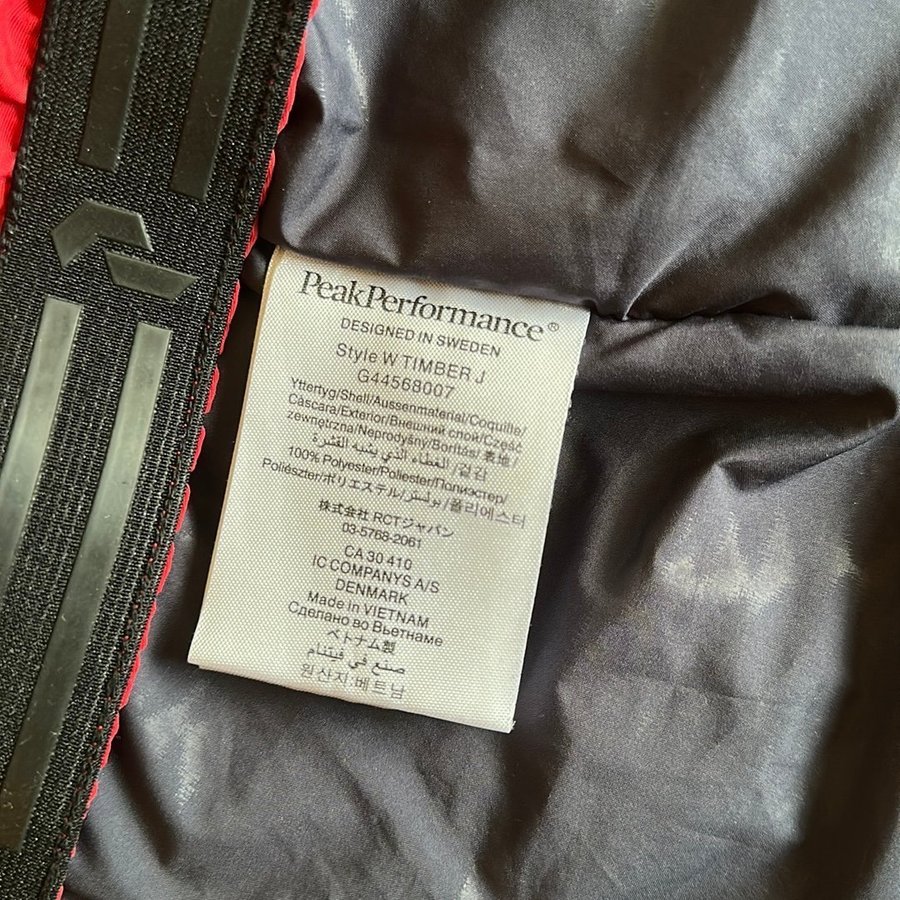 PeakPerformance®
DESIGNED IN SWEDEN
Style W TIMBER J
G44568007
Yttertyg/Shell/Aussenmaterial/Coquille/
Cáscara/Exterior/Внешний слой/Część
zewnętrzna/Neprodyšný/Borítás/表地/
الغطاء الذي يشبه القشرة/겉감
100% Polyester/Poliester/Полиэстер/
Poliészter/ポリエステル/بوليستر/폴리에스터
株式会社 RCTジャパン
03-5768-2061
CA 30 410
IC COMPANYS A/S
DENMARK
Made in VIETNAM
Сделано во Вьетнаме
ベトナム製
صنع في فيتنام
원산지:베트남